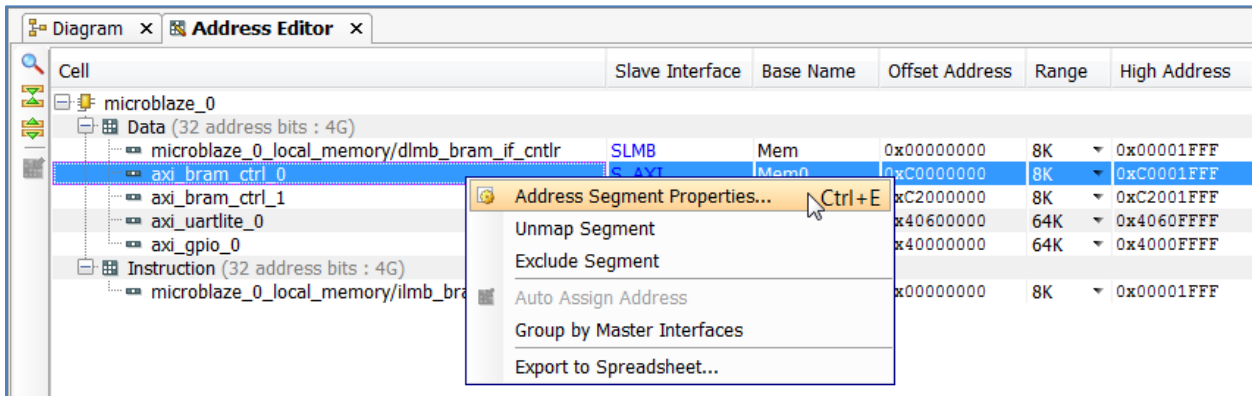 Diagram × Address Editor ×
Cell Slave Interface Base Name Offset Address Range High Address
microblaze_0
Data (32 address bits : 4G)
microblaze_0_local_memory/dlmb_bram_if_cntlr SLMB Mem 0x00000000 8K 0x00001FFF
axi_bram_ctrl_0 S_AXI Mem0 0xC0000000 8K 0xC0001FFF
axi_bram_ctrl_1 xC2000000 8K 0xC2001FFF
axi_uartlite_0 x40600000 64K 0x4060FFFF
axi_gpio_0 x40000000 64K 0x4000FFFF
Instruction (32 address bits : 4G)
microblaze_0_local_memory/ilmb_bra x00000000 8K 0x00001FFF
Address Segment Properties... Ctrl+E
Unmap Segment
Exclude Segment
Auto Assign Address
Group by Master Interfaces
Export to Spreadsheet...